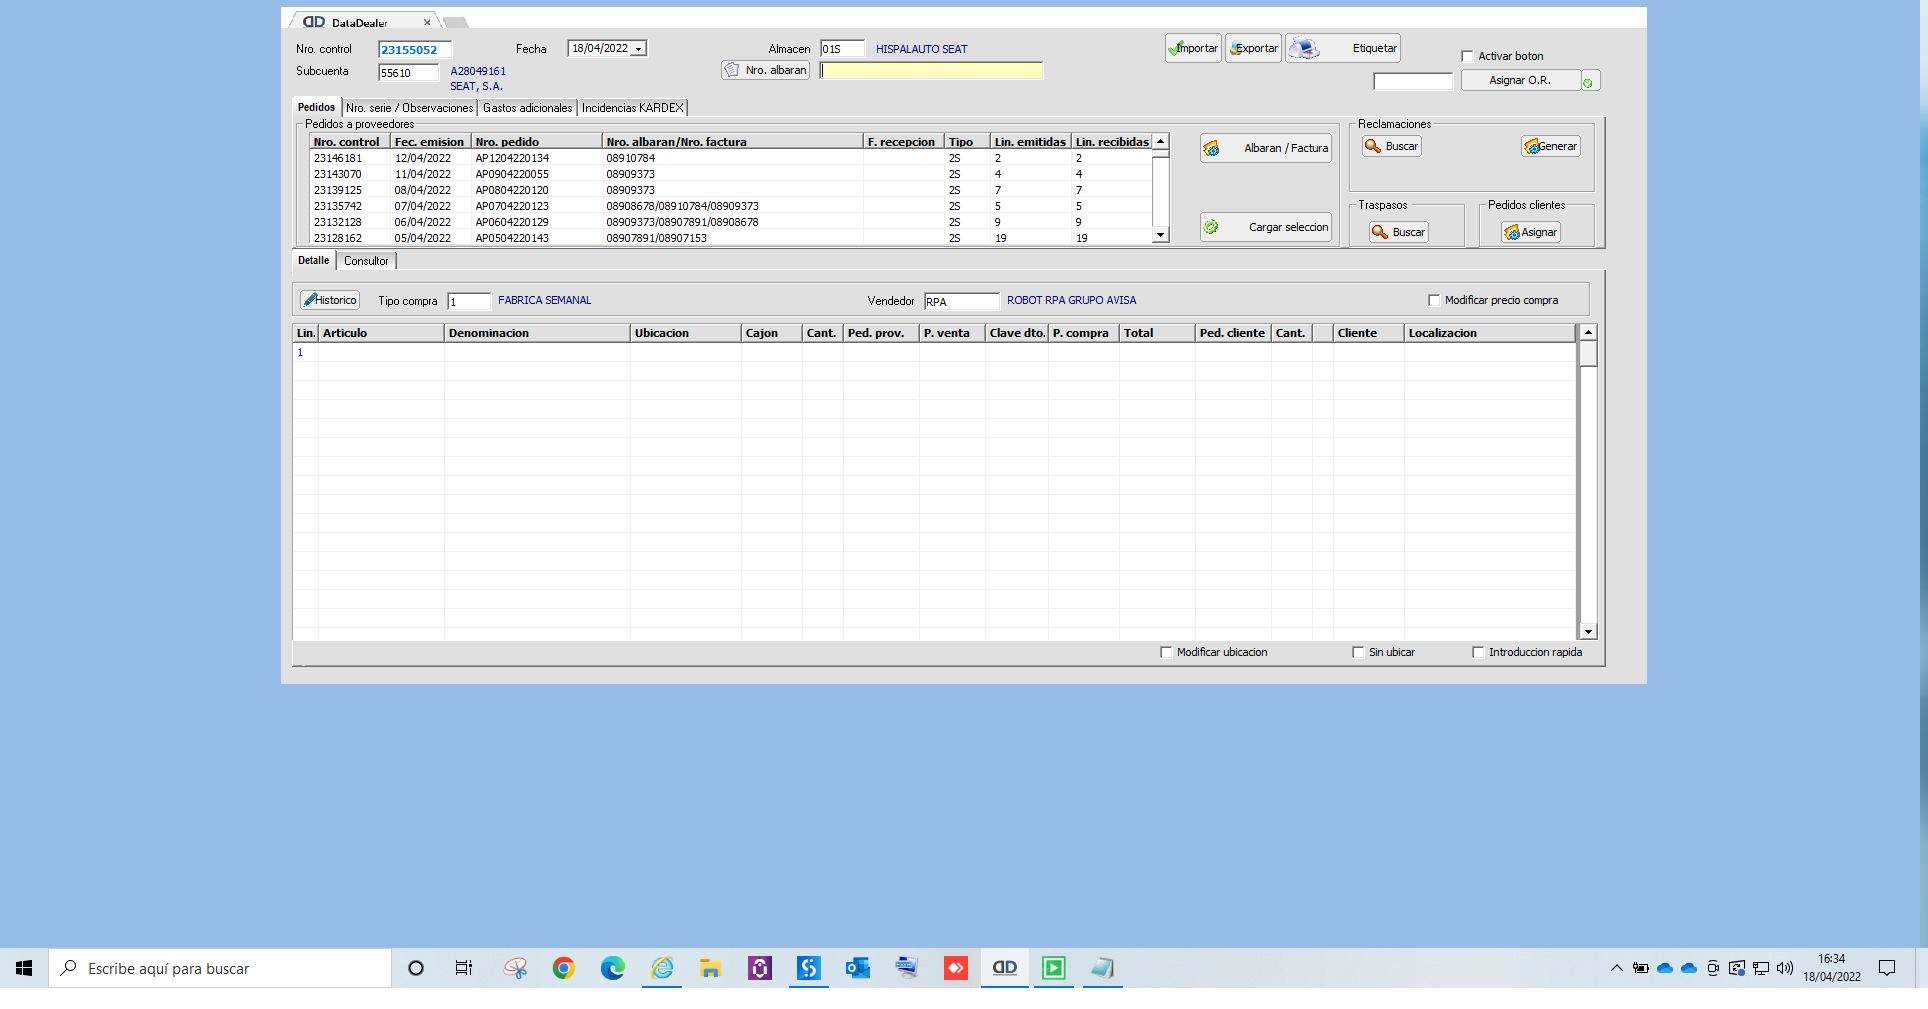 DataDealer
Nro. control 23155052 Fecha 18/04/2022 Almacen 01S HISPALAUTO SEAT Importar Exportar Etiquetar Activar boton
Subcuenta 55610 A28049161 Nro. albaran Asignar O.R.
SEAT, S.A.
Pedidos Nro. serie / Observaciones Gastos adicionales Incidencias KARDEX
Pedidos a proveedores
Nro. control Fec. emision Nro. pedido Nro. albaran/Nro. factura F. recepcion Tipo Lin. emitidas Lin. recibidas
23146181 12/04/2022 AP1204220134 08910784 2S 2 2
23143070 11/04/2022 AP0904220055 08909373 2S 4 4
23139125 08/04/2022 AP0804220120 08909373 2S 7 7
23135742 07/04/2022 AP0704220123 08908678/08910784/08909373 2S 5 5
23132128 06/04/2022 AP0604220129 08909373/08907891/08908678 2S 9 9
23128162 05/04/2022 AP0504220143 08907891/08907153 2S 19 19
Albaran / Factura
Cargar seleccion
Reclamaciones
Buscar Generar
Traspasos Pedidos clientes
Buscar Asignar
Detalle Consultor
Historico Tipo compra 1 FABRICA SEMANAL Vendedor RPA ROBOT RPA GRUPO AVISA Modificar precio compra
Lin. Articulo Denominacion Ubicacion Cajon Cant. Ped. prov. P. venta Clave dto. P. compra Total Ped. cliente Cant. Cliente Localizacion
1
Modificar ubicacion Sin ubicar Introduccion rapida
Escribe aquí para buscar
16:34
18/04/2022